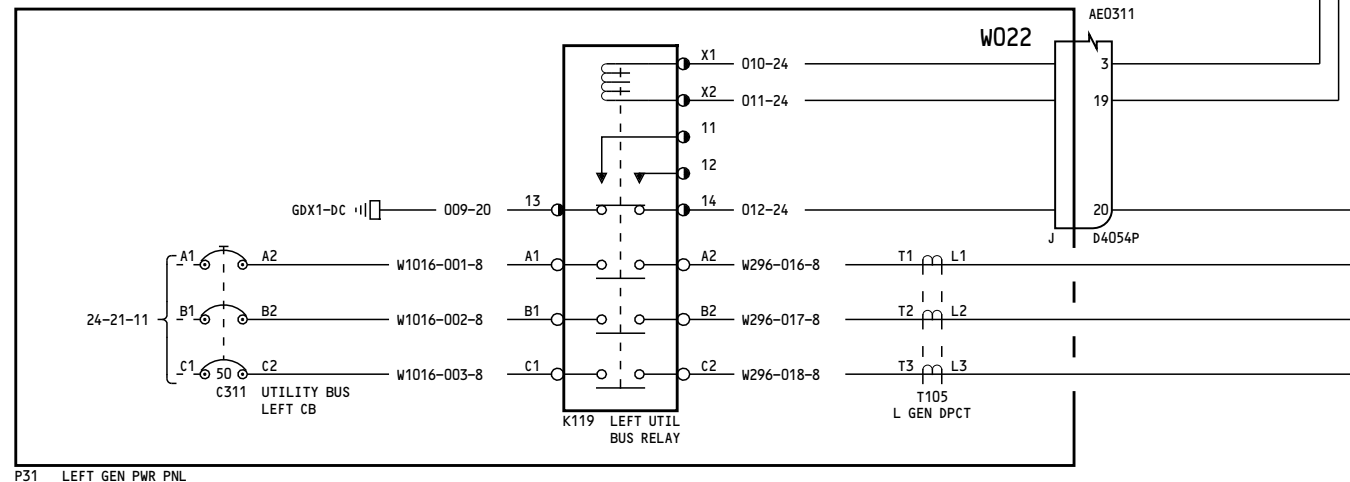 AE0311
W022
X1 010-24 3
X2 011-24 19
11
12
GDX1-DC 009-20 13 14 012-24 20
J D4054P
A1 A2 W1016-001-8 A1 A2 W296-016-8 T1 L1
24-21-11 B1 B2 W1016-002-8 B1 B2 W296-017-8 T2 L2
C1 50 C2 W1016-003-8 C1 C2 W296-018-8 T3 L3
C311 UTILITY BUS
LEFT CB
T105
L GEN DPCT
K119 LEFT UTIL
BUS RELAY
P31 LEFT GEN PWR PNL